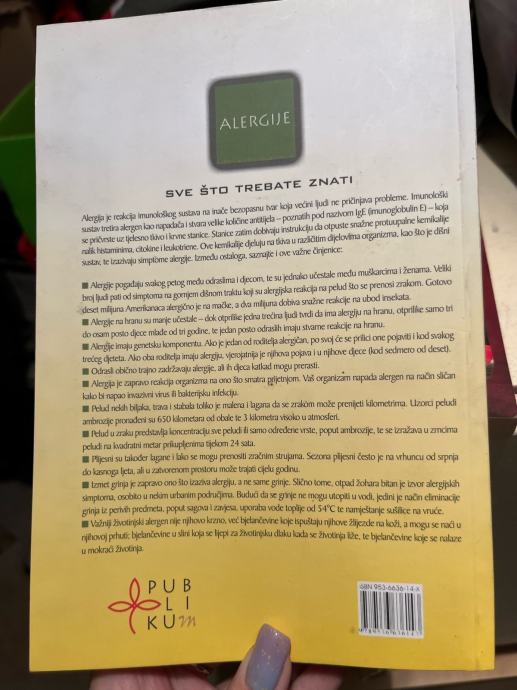 ALERGIJE
SVE ŠTO TREBATE ZNATI
Alergija je reakcija imunološkog sustava na inače bezopasnu tvar koja većini ljudi ne pričinjava probleme. Imunološki
sustav tretira alergen kao napadača i stvara velike količine antitijela – poznatih pod nazivom IgE (imunoglobulin E) – koja
se pričvrste uz tjelesno tkivo i krvne stanice. Stanice zatim dobivaju instrukciju da otpuste snažne protuupalne kemikalije
nalik histaminima, citokine i leukotriene. Ove kemikalije djeluju na tkiva u različitim dijelovima organizma, kao što je dišni
sustav, te izazivaju simptome alergije. Između ostaloga, saznajte i ove važne činjenice:
■ Alergije pogađaju svakog petog među odraslima i djecom, te su jednako učestale među muškarcima i ženama. Veliki
broj ljudi pati od simptoma na gornjem dišnom traktu koji su alergijska reakcija na pelud što se prenosi zrakom. Gotovo
deset milijuna Amerikanaca alergično je na mačke, a dva milijuna dobiva snažne reakcije na ubod insekata.
■ Alergije na hranu su manje učestale – dok otprilike jedna trećina ljudi tvrdi da ima alergiju na hranu, otprilike samo tri
do osam posto djece mlađe od tri godine, te jedan posto odraslih imaju stvarne reakcije na hranu.
■ Alergije imaju genetsku komponentu. Ako je jedan od roditelja alergičan, po svoj će se prilici one pojaviti i kod svakog
trećeg djeteta. Ako oba roditelja imaju alergiju, vjerojatnija je njihova pojava i u njihove djece (kod sedmero od deset).
■ Odrasli obično trajno zadržavaju alergije, ali ih djeca katkad mogu prerasti.
■ Alergija je zapravo reakcija organizma na ono što smatra prijetnjom. Vaš organizam napada alergen na način sličan
kako bi napao invazivni virus ili bakterijsku infekciju.
■ Pelud nekih biljaka, trava i stabala toliko je malena i lagana da se zrakom može prenijeti kilometrima. Uzorci peludi
ambrozije pronađeni su 650 kilometara od obale te 3 kilometra visoko u atmosferi.
■ Pelud u zraku predstavlja koncentraciju sve peludi ili samo određene vrste, poput ambrozije, te se izražava u zrncima
peludi na kvadratni metar prikupljenima tijekom 24 sata.
■ Plijesni su također lagane i lako se mogu prenositi zračnim strujama. Sezona plijesni često je na vrhuncu od srpnja
do kasnoga ljeta, ali u zatvorenom prostoru može trajati cijelu godinu.
■ Izmet grinja je zapravo ono što izaziva alergiju, a ne same grinje. Slično tome, otpad žohara bitan je izvor alergijskih
simptoma, osobito u nekim urbanim područjima. Budući da se grinje ne mogu utopiti u vodi, jedini je način eliminacije
grinja iz perivih predmeta, poput sagova i zavjesa, uporaba vode toplije od 54°C te namještanje sušilice na vruće.
■ Važniji životinjski alergen nije njihovo krzno, već bjelančevine koje ispuštaju njihove žlijezde na koži, a mogu se naći u
njihovoj prhuti; bjelančevine u slini koja se lijepi za životinjsku dlaku kada se životinja liže, te bjelančevine koje se nalaze
u mokraći životinja.
PUB
LI
KUm
ISBN 953-6636-14-X
9789536636143